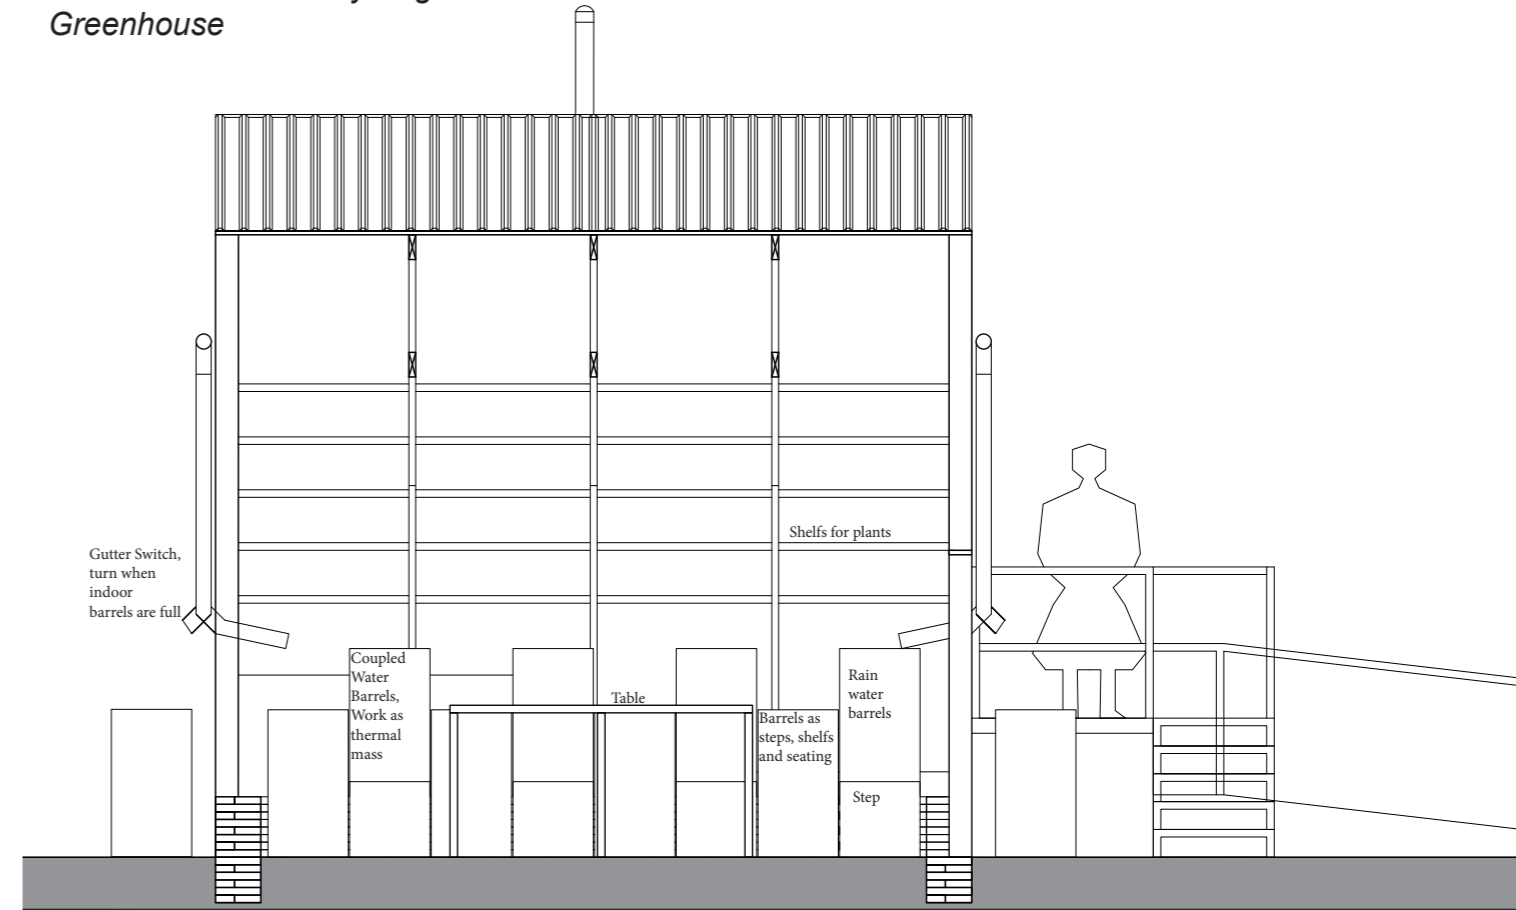 Greenhouse
Shelfs for plants
Gutter Switch,
turn when
indoor
barrels are full
Coupled
Water
Barrels,
Work as
thermal
mass
Table
Barrels as
steps, shelfs
and seating
Rain
water
barrels
Step